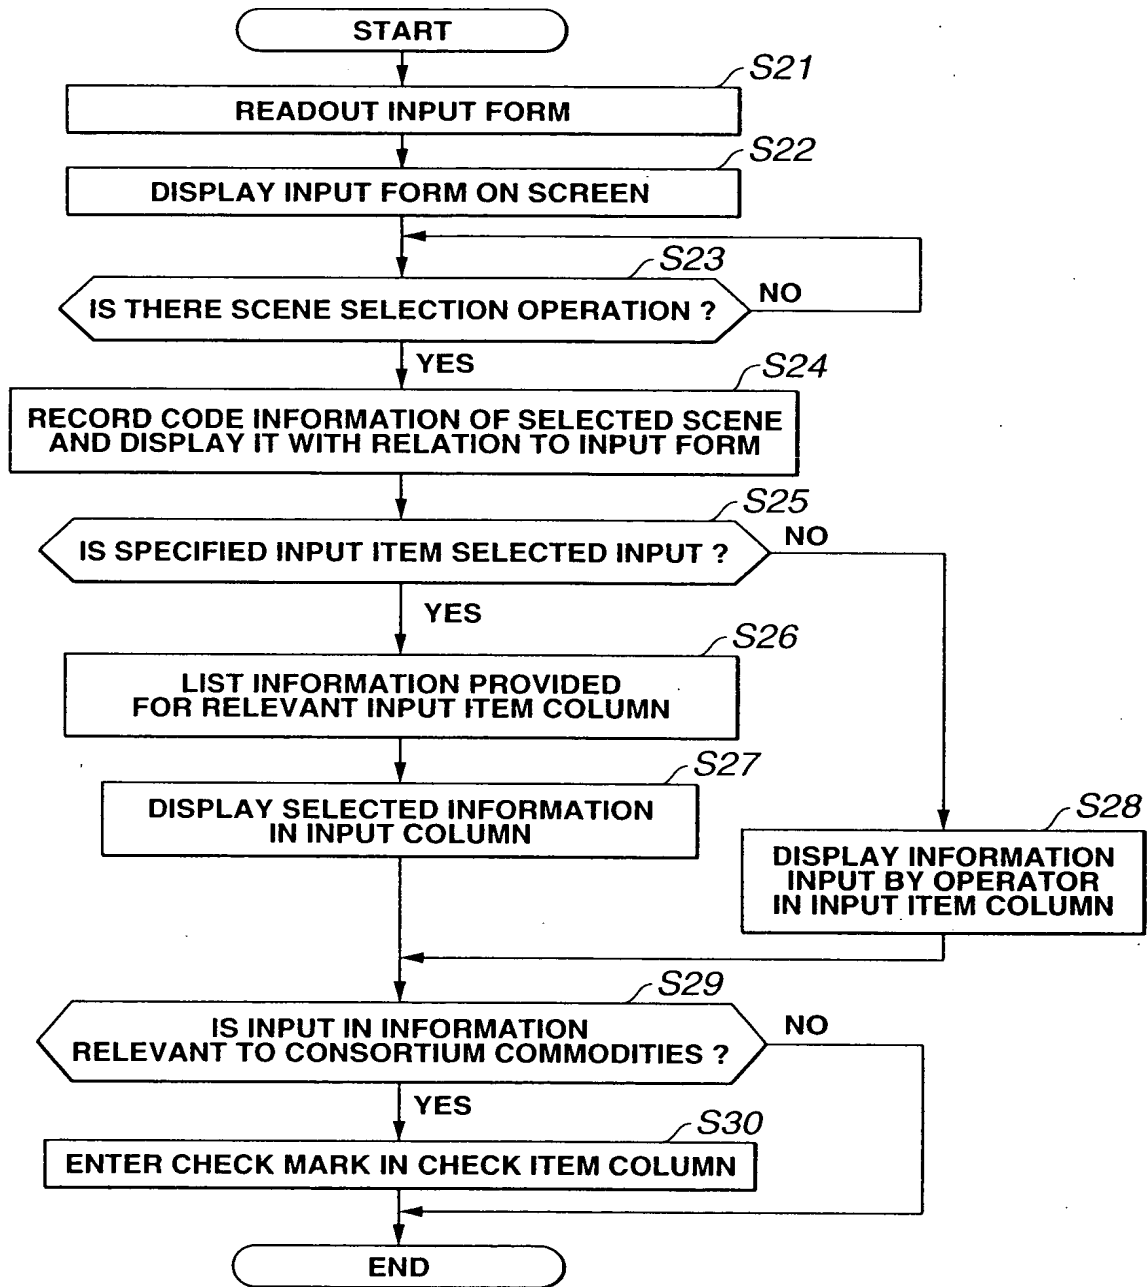 START
S21
READOUT INPUT FORM
S22
DISPLAY INPUT FORM ON SCREEN
S23
IS THERE SCENE SELECTION OPERATION ?
NO
YES
S24
RECORD CODE INFORMATION OF SELECTED SCENE
AND DISPLAY IT WITH RELATION TO INPUT FORM
S25
IS SPECIFIED INPUT ITEM SELECTED INPUT ?
NO
YES
S26
LIST INFORMATION PROVIDED
FOR RELEVANT INPUT ITEM COLUMN
S27
DISPLAY SELECTED INFORMATION
IN INPUT COLUMN
S28
DISPLAY INFORMATION
INPUT BY OPERATOR
IN INPUT ITEM COLUMN
S29
IS INPUT IN INFORMATION
RELEVANT TO CONSORTIUM COMMODITIES ?
NO
YES
S30
ENTER CHECK MARK IN CHECK ITEM COLUMN
END